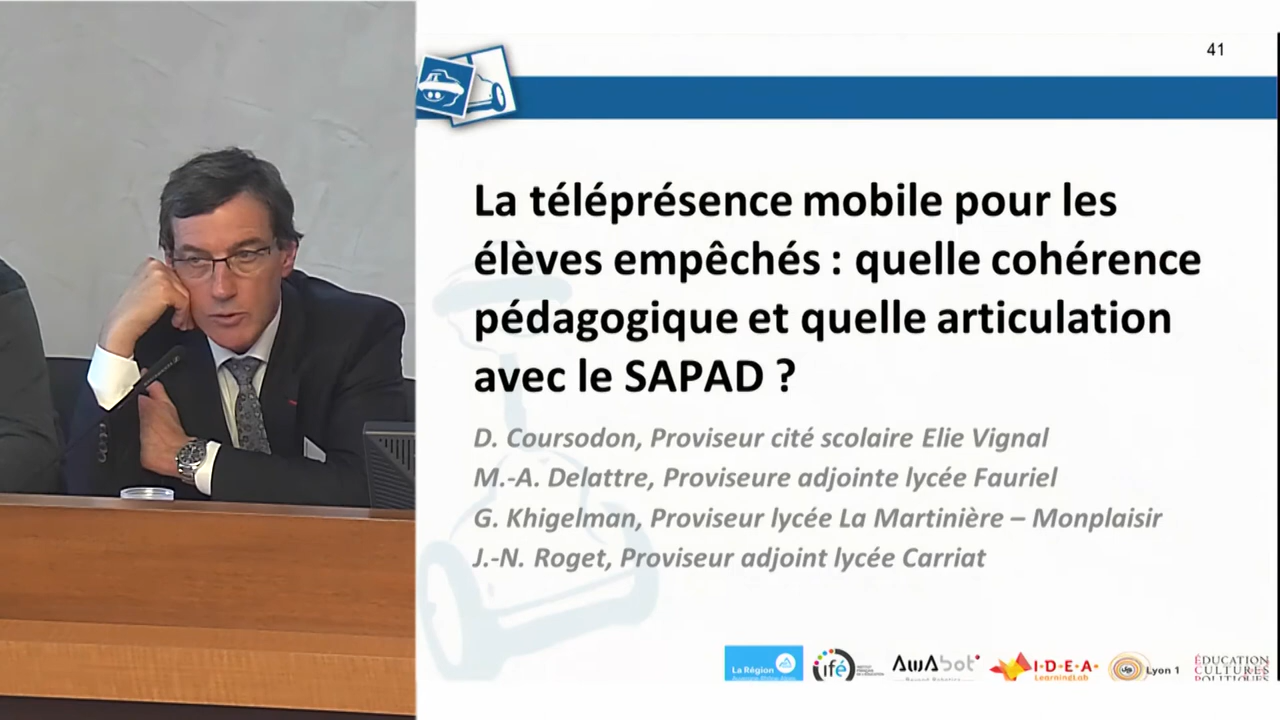 41
La téléprésence mobile pour les
élèves empêchés : quelle cohérence
pédagogique et quelle articulation
avec le SAPAD ?
D. Coursodon, Proviseur cité scolaire Elie Vignal
M.-A. Delattre, Proviseure adjointe lycée Fauriel
G. Khigelman, Proviseur lycée La Martinière – Monplaisir
J.-N. Roget, Proviseur adjoint lycée Carriat
La Région
ifé
AwAbot
I·D·E·A·
LearningLab
Lyon 1
ÉDUCATION
CULTURES
POLITIQUES